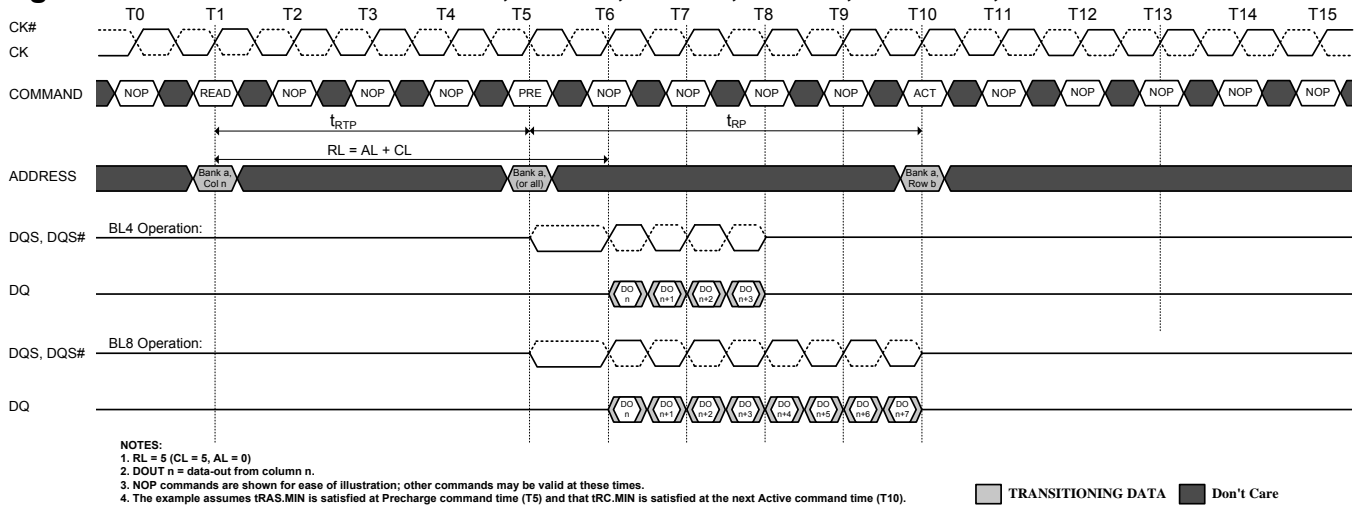 T0 T1 T2 T3 T4 T5 T6 T7 T8 T9 T10 T11 T12 T13 T14 T15
CK#
CK
COMMAND NOP READ NOP NOP NOP PRE NOP NOP NOP NOP ACT NOP NOP NOP NOP NOP
tRTP tRP
RL = AL + CL
ADDRESS Bank a, Col n Bank a, (or all) Bank a, Row b
BL4 Operation:
DQS, DQS#
DQ DO n DO n+1 DO n+2 DO n+3
BL8 Operation:
DQS, DQS#
DQ DO n DO n+1 DO n+2 DO n+3 DO n+4 DO n+5 DO n+6 DO n+7
NOTES:
1. RL = 5 (CL = 5, AL = 0)
2. DOUT n = data-out from column n.
3. NOP commands are shown for ease of illustration; other commands may be valid at these times.
4. The example assumes tRAS.MIN is satisfied at Precharge command time (T5) and that tRC.MIN is satisfied at the next Active command time (T10).
TRANSITIONING DATA Don't Care